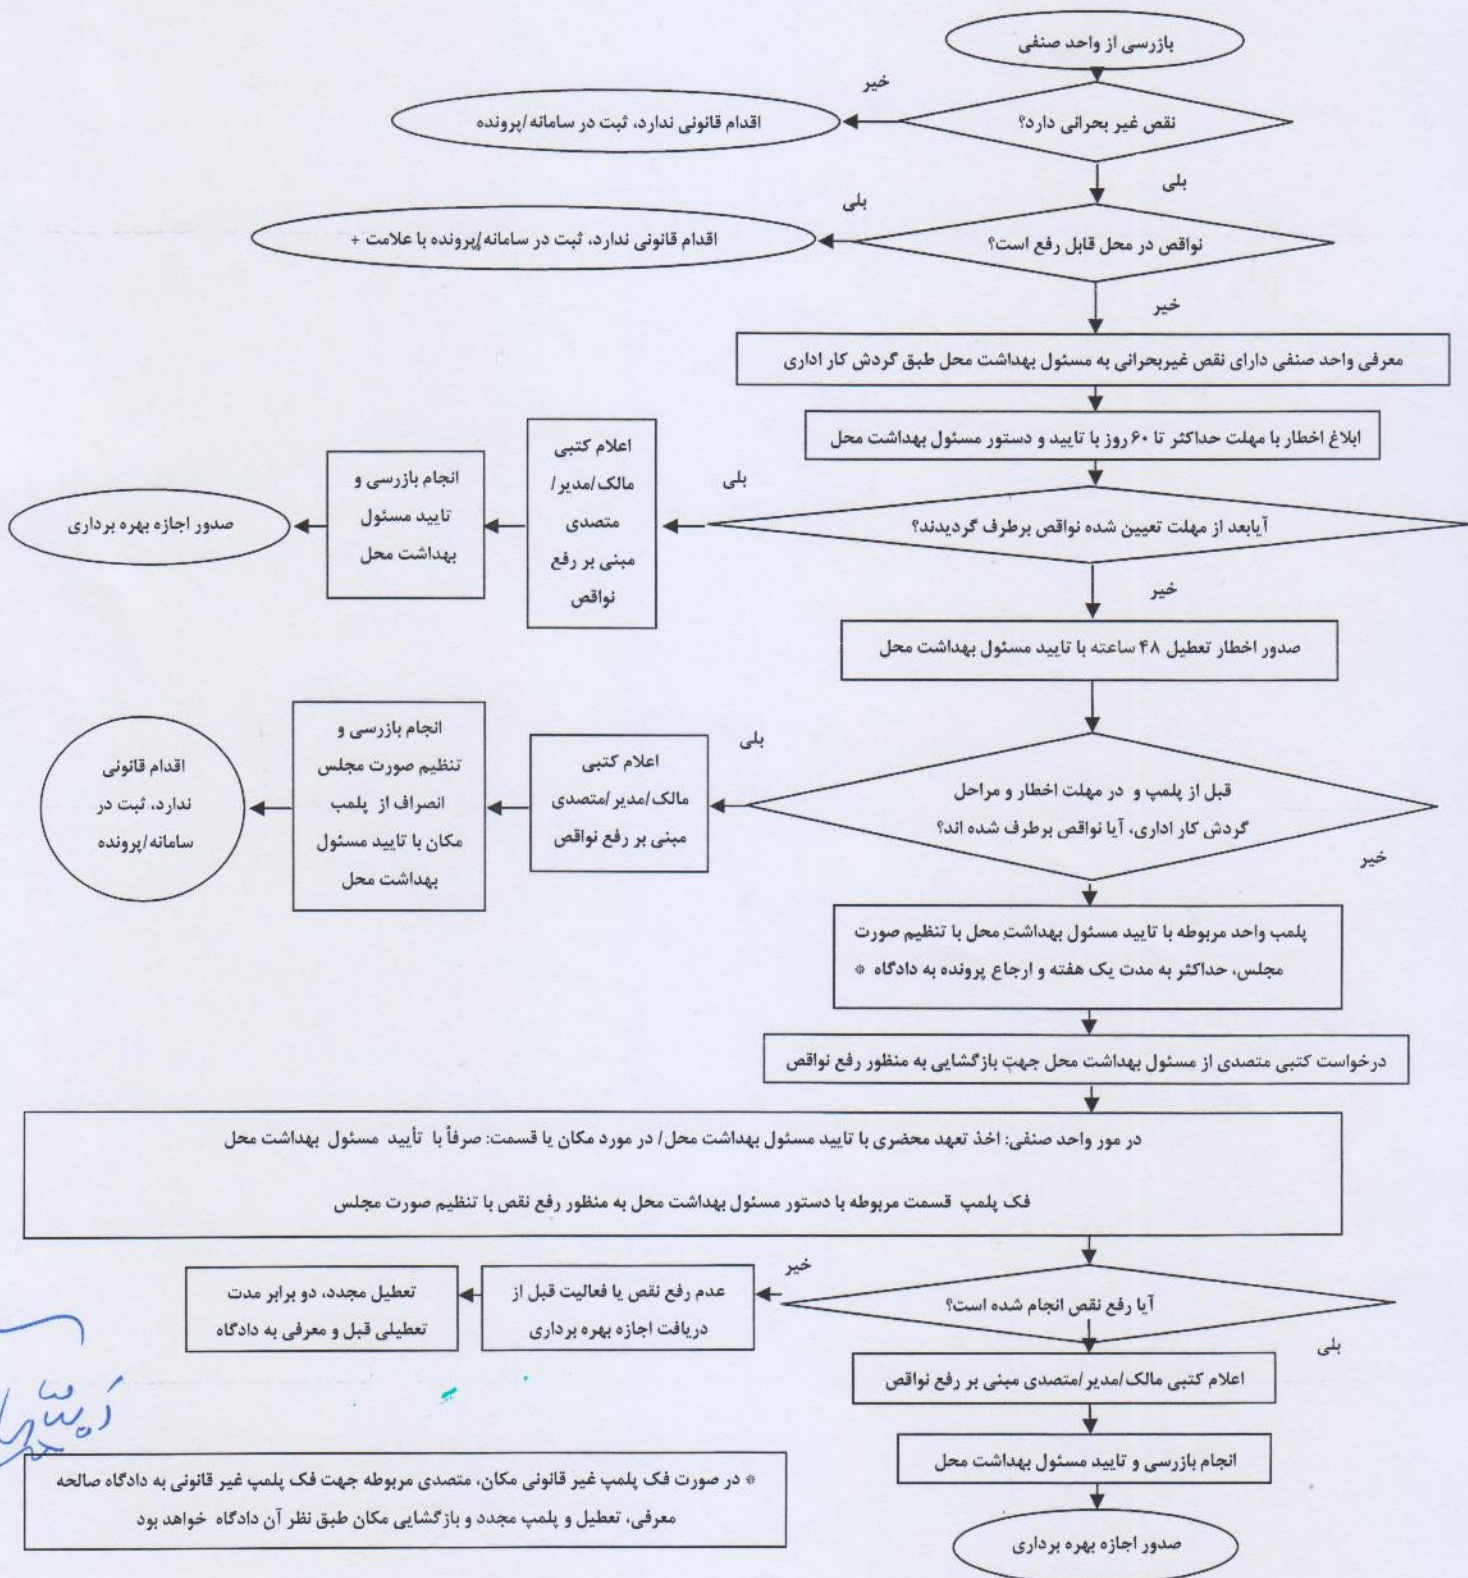 بازرسی از واحد صنفی
خیر
نقص غیر بحرانی دارد؟
اقدام قانونی ندارد، ثبت در سامانه/پرونده
بلی
بلی
نواقص در محل قابل رفع است؟
اقدام قانونی ندارد، ثبت در سامانه/پرونده با علامت +
خیر
معرفی واحد صنفی دارای نقص غیربحرانی به مسئول بهداشت محل طبق گردش کار اداری
ابلاغ اخطار با مهلت حداکثر تا ۶۰ روز با تایید و دستور مسئول بهداشت محل
آیابعد از مهلت تعیین شده نواقص برطرف گردیدند؟
بلی
اعلام کتبی
مالک/مدیر/
متصدی
مبنی بر رفع
نواقص
انجام بازرسی و
تایید مسئول
بهداشت محل
صدور اجازه بهره برداری
خیر
صدور اخطار تعطیل ۴۸ ساعته با تایید مسئول بهداشت محل
قبل از پلمپ و در مهلت اخطار و مراحل
گردش کار اداری، آیا نواقص برطرف شده اند؟
بلی
اعلام کتبی
مالک/مدیر/متصدی
مبنی بر رفع نواقص
انجام بازرسی و
تنظیم صورت مجلس
انصراف از پلمب
مکان با تایید مسئول
بهداشت محل
اقدام قانونی
ندارد، ثبت در
سامانه/پرونده
خیر
پلمب واحد مربوطه با تایید مسئول بهداشت محل با تنظیم صورت
مجلس، حداکثر به مدت یک هفته و ارجاع پرونده به دادگاه *
درخواست کتبی متصدی از مسئول بهداشت محل جهت بازگشایی به منظور رفع نواقص
در مور واحد صنفی: اخذ تعهد محضری با تایید مسئول بهداشت محل/ در مورد مکان یا قسمت: صرفاً با تأیید مسئول بهداشت محل
فک پلمپ قسمت مربوطه با دستور مسئول بهداشت محل به منظور رفع نقص با تنظیم صورت مجلس
آیا رفع نقص انجام شده است؟
خیر
عدم رفع نقص یا فعالیت قبل از
دریافت اجازه بهره برداری
تعطیل مجدد، دو برابر مدت
تعطیلی قبل و معرفی به دادگاه
بلی
اعلام کتبی مالک/مدیر/متصدی مبنی بر رفع نواقص
انجام بازرسی و تایید مسئول بهداشت محل
صدور اجازه بهره برداری
* در صورت فک پلمپ غیر قانونی مکان، متصدی مربوطه جهت فک پلمپ غیر قانونی به دادگاه صالحه
معرفی، تعطیل و پلمپ مجدد و بازگشایی مکان طبق نظر آن دادگاه خواهد بود